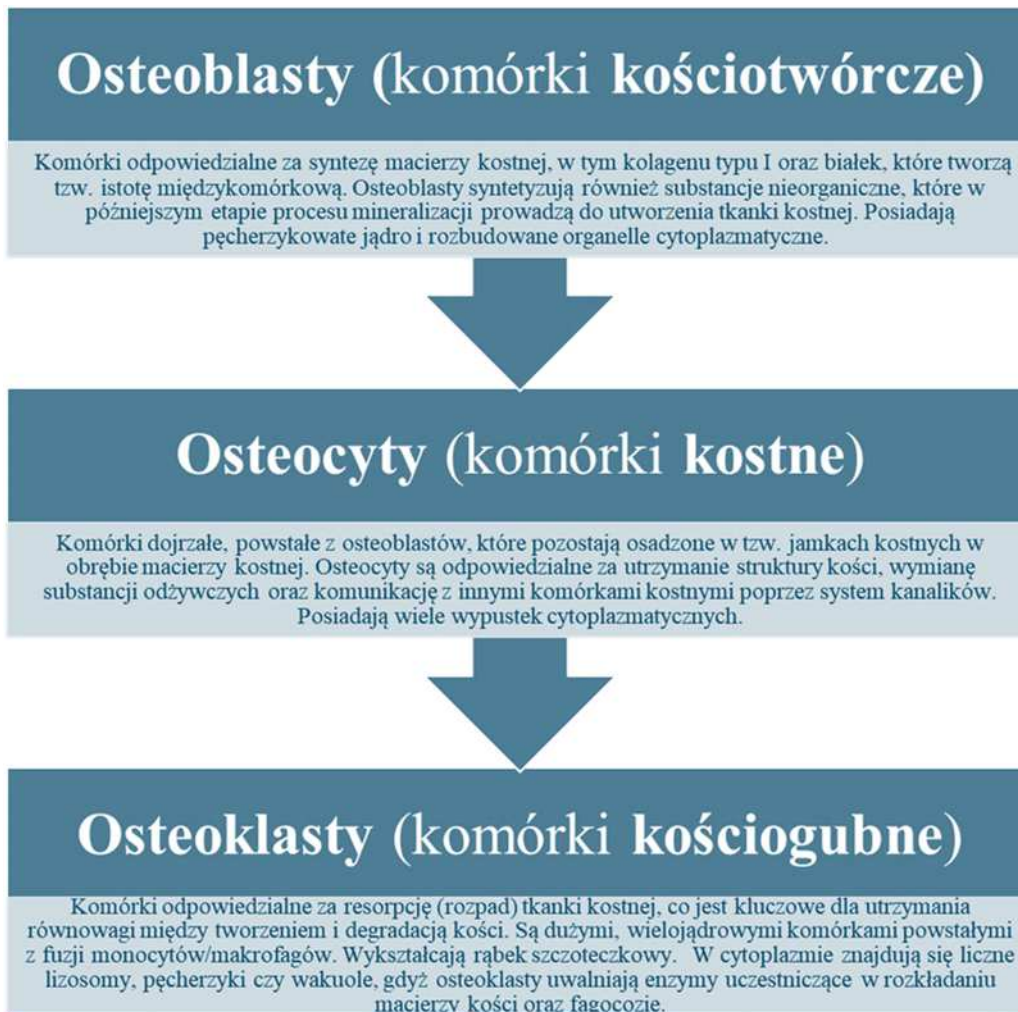 Osteoblasty (komórki kościotwórcze)
Komórki odpowiedzialne za syntezę macierzy kostnej, w tym kolagenu typu I oraz białek, które tworzą
tzw. istotę międzykomórkową. Osteoblasty syntetyzują również substancje nieorganiczne, które w
późniejszym etapie procesu mineralizacji prowadzą do utworzenia tkanki kostnej. Posiadają
pęcherzykowate jądro i rozbudowane organelle cytoplazmatyczne.
Osteocyty (komórki kostne)
Komórki dojrzałe, powstałe z osteoblastów, które pozostają osadzone w tzw. jamkach kostnych w
obrębie macierzy kostnej. Osteocyty są odpowiedzialne za utrzymanie struktury kości, wymianę
substancji odżywczych oraz komunikację z innymi komórkami kostnymi poprzez system kanalików.
Posiadają wiele wypustek cytoplazmatycznych.
Osteoklasty (komórki kościogubne)
Komórki odpowiedzialne za resorpcję (rozpad) tkanki kostnej, co jest kluczowe dla utrzymania
równowagi między tworzeniem i degradacją kości. Są dużymi, wielojądrowymi komórkami powstałymi
z fuzji monocytów/makrofagów. Wykształcają rąbek szczoteczkowy. W cytoplazmie znajdują się liczne
lizosomy, pęcherzyki czy wakuole, gdyż osteoklasty uwalniają enzymy uczestniczące w rozkładaniu
macierzy kości oraz fagocozie.